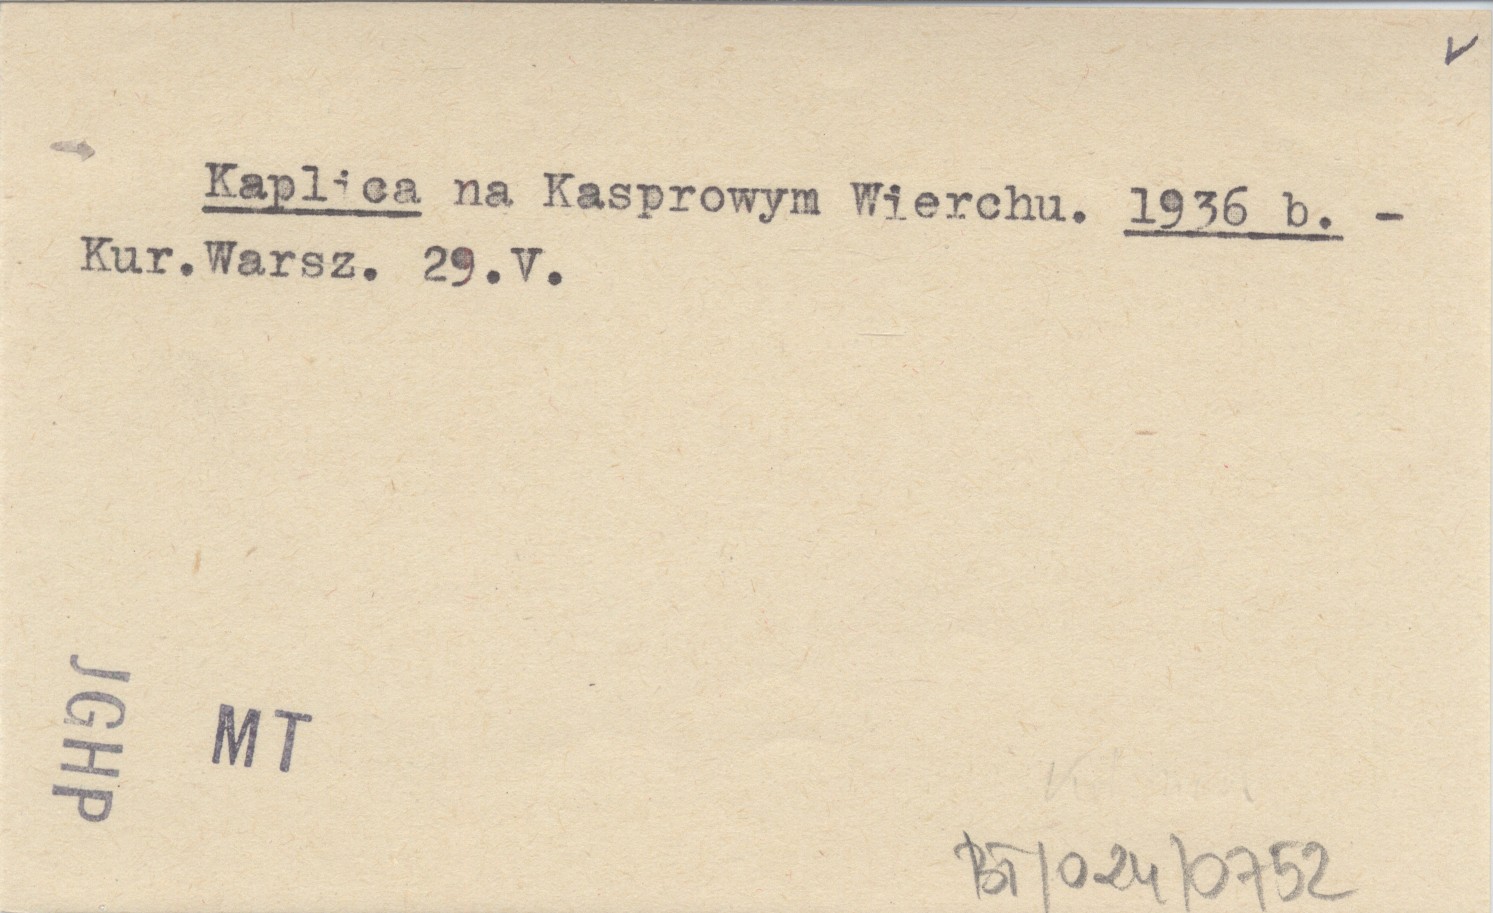 Kaplica na Kasprowym Wierchu. 1936 b. -
Kur.Warsz. 29.V.
JGHP
MT
BT/024/0752